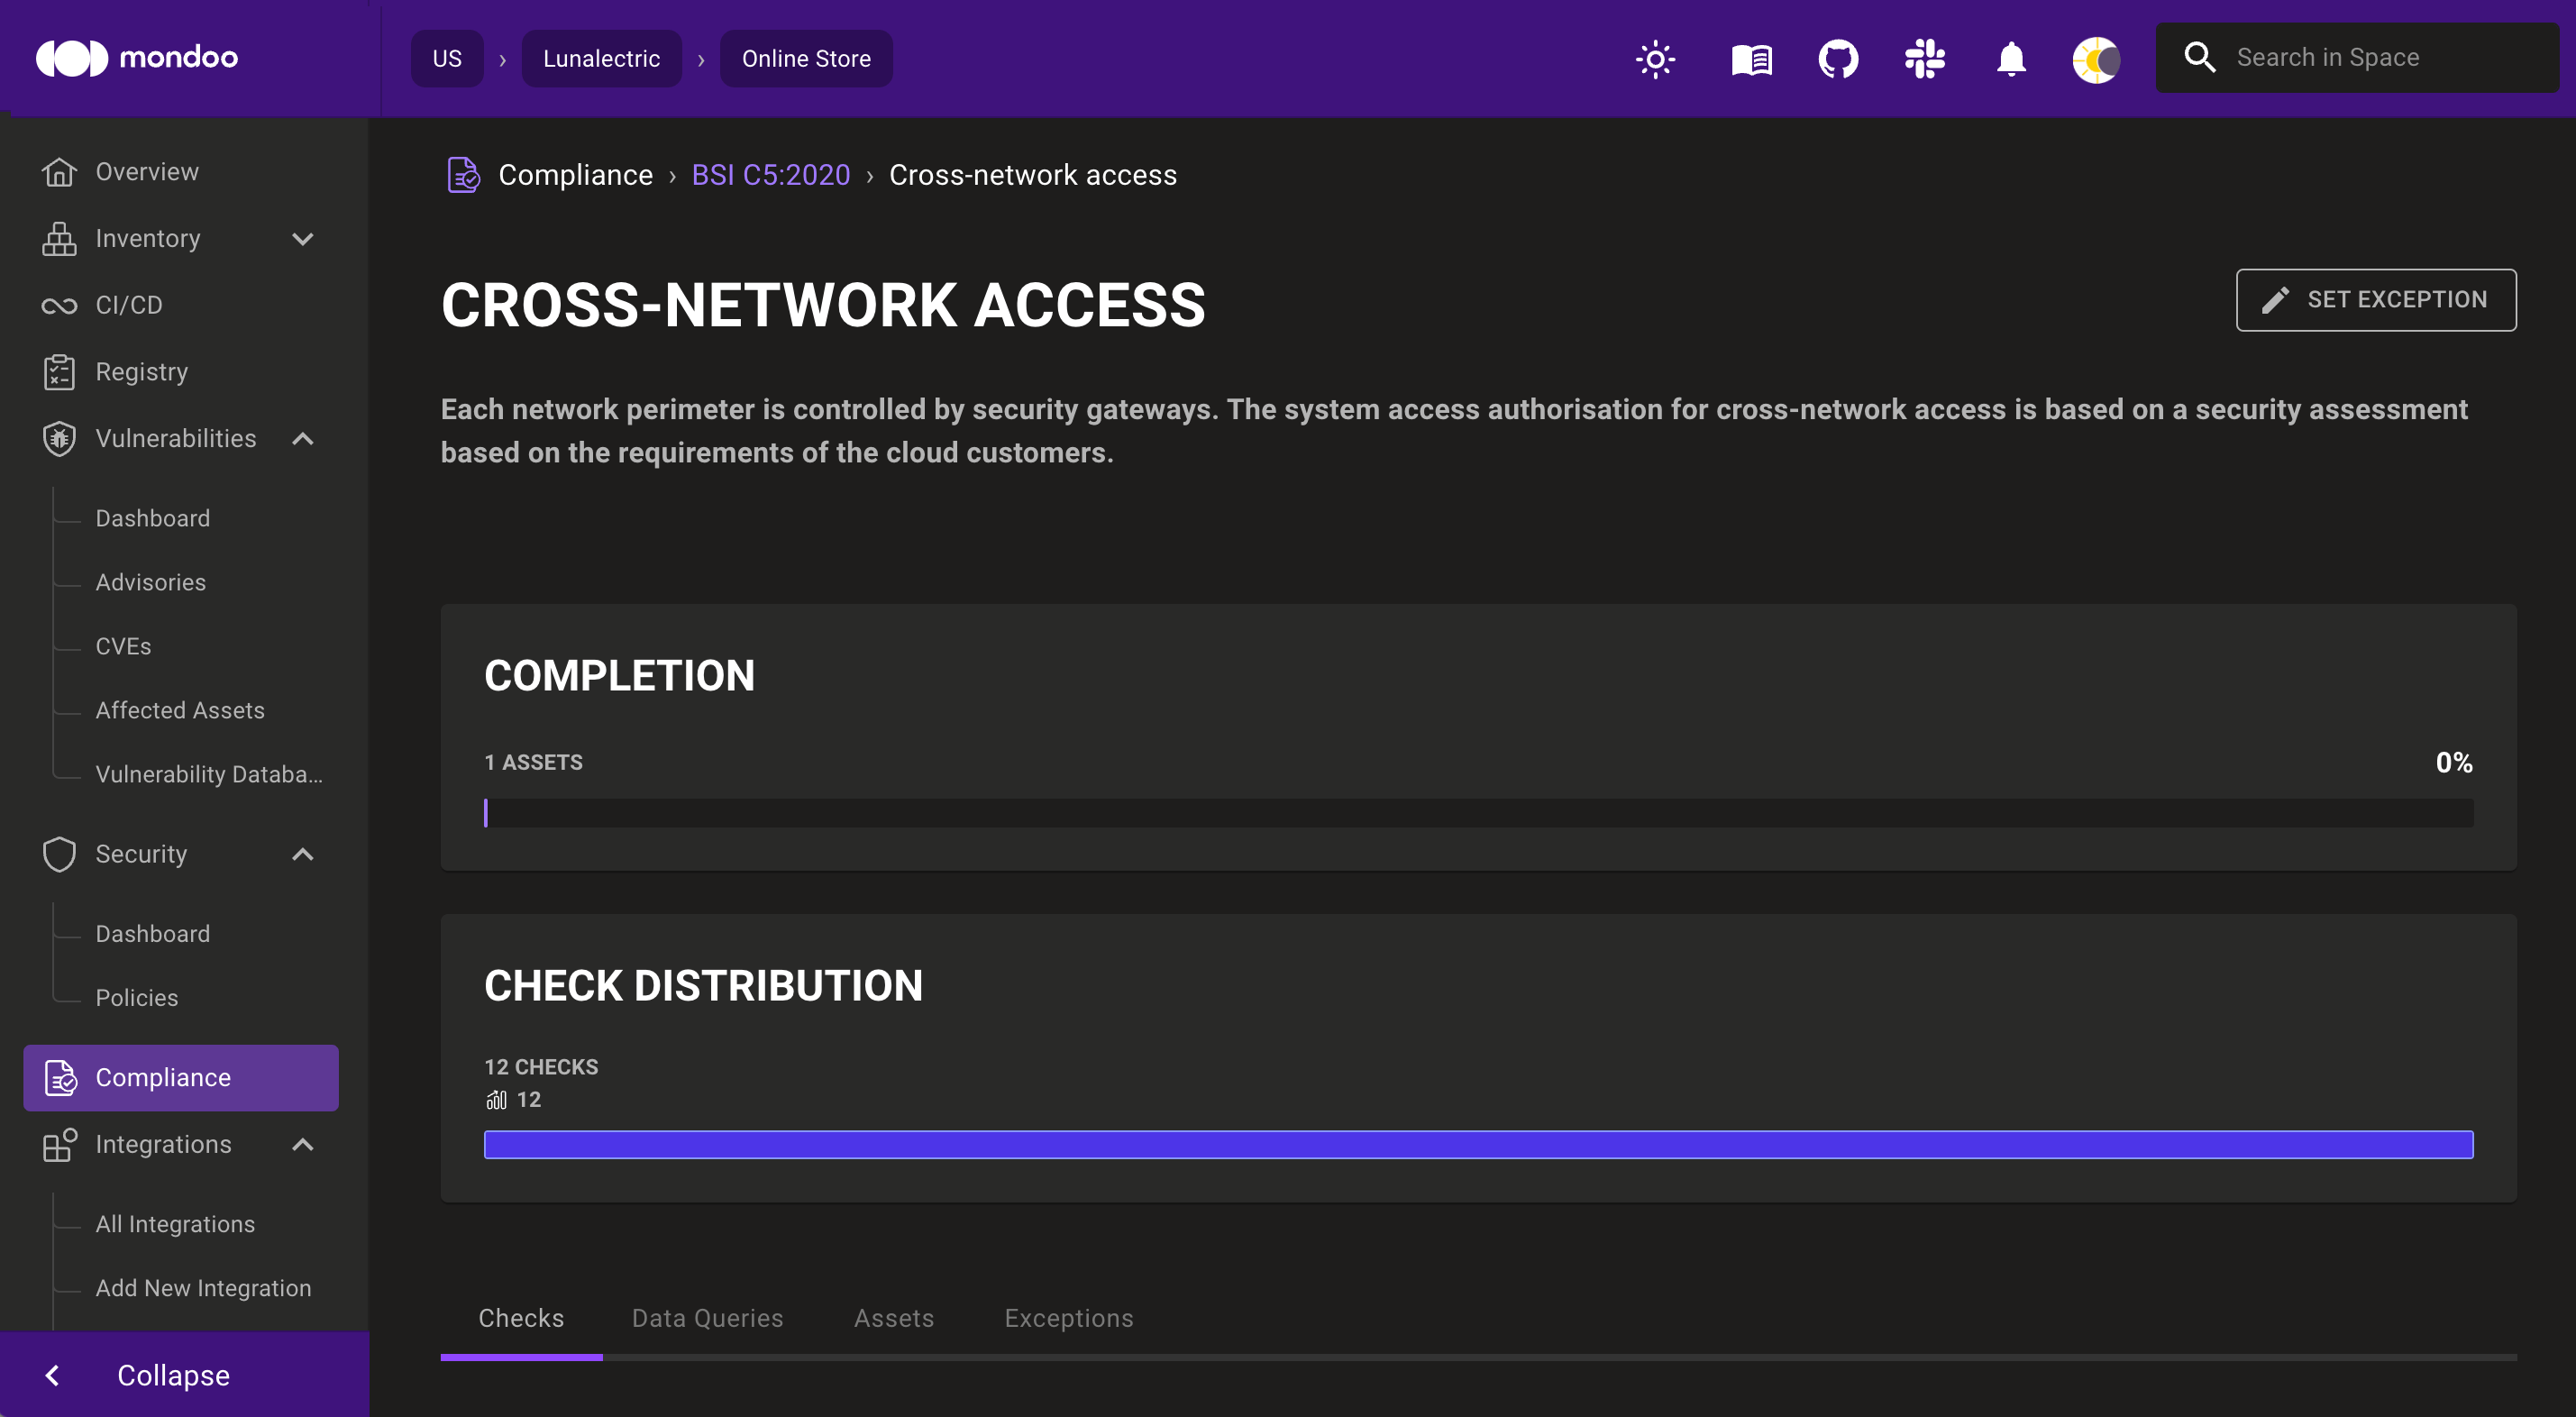 mondoo
US › Lunalectric › Online Store
Search in Space
Overview
Inventory
CI/CD
Registry
Vulnerabilities
Dashboard
Advisories
CVEs
Affected Assets
Vulnerability Databa...
Security
Dashboard
Policies
Compliance
Integrations
All Integrations
Add New Integration
Collapse
Compliance › BSI C5:2020 › Cross-network access
CROSS-NETWORK ACCESS
SET EXCEPTION
Each network perimeter is controlled by security gateways. The system access authorisation for cross-network access is based on a security assessment
based on the requirements of the cloud customers.
COMPLETION
1 ASSETS
0%
CHECK DISTRIBUTION
12 CHECKS
12
Checks
Data Queries
Assets
Exceptions